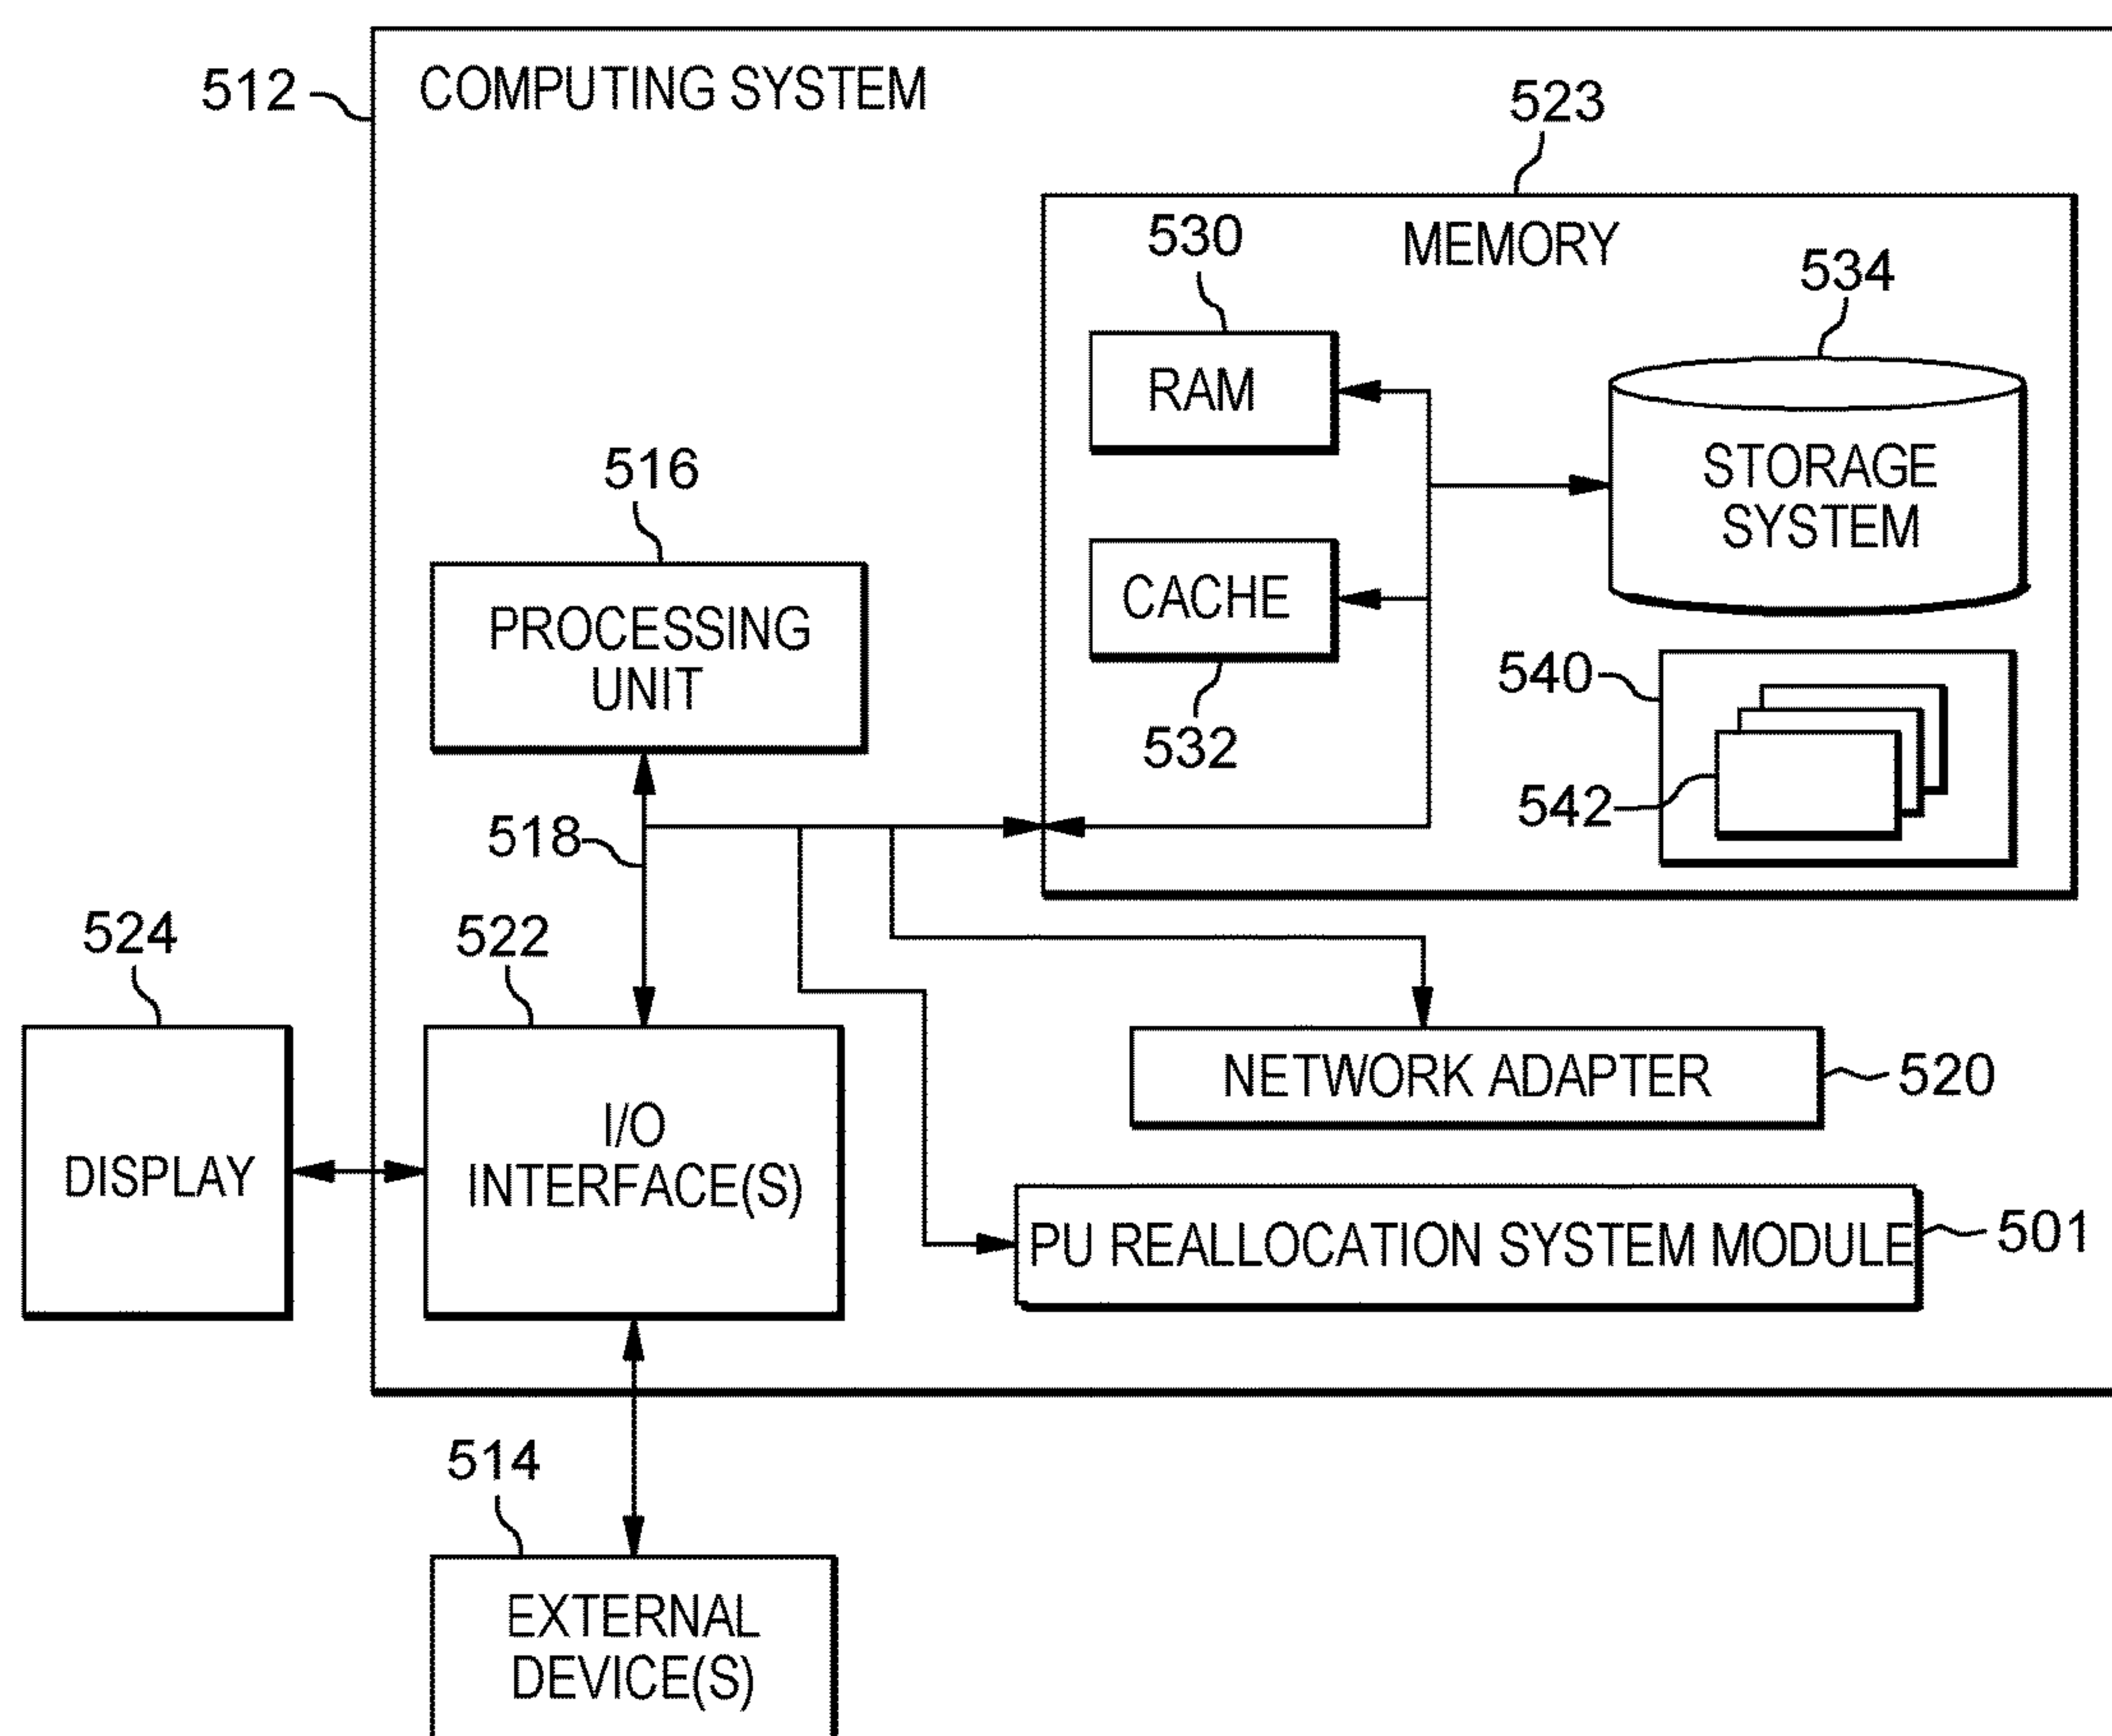 512
COMPUTING SYSTEM
523
MEMORY
530
RAM
534
STORAGE
SYSTEM
516
PROCESSING
UNIT
CACHE
532
540
542
518
524
DISPLAY
522
I/O
INTERFACE(S)
NETWORK ADAPTER
520
PU REALLOCATION SYSTEM MODULE
501
514
EXTERNAL
DEVICE(S)